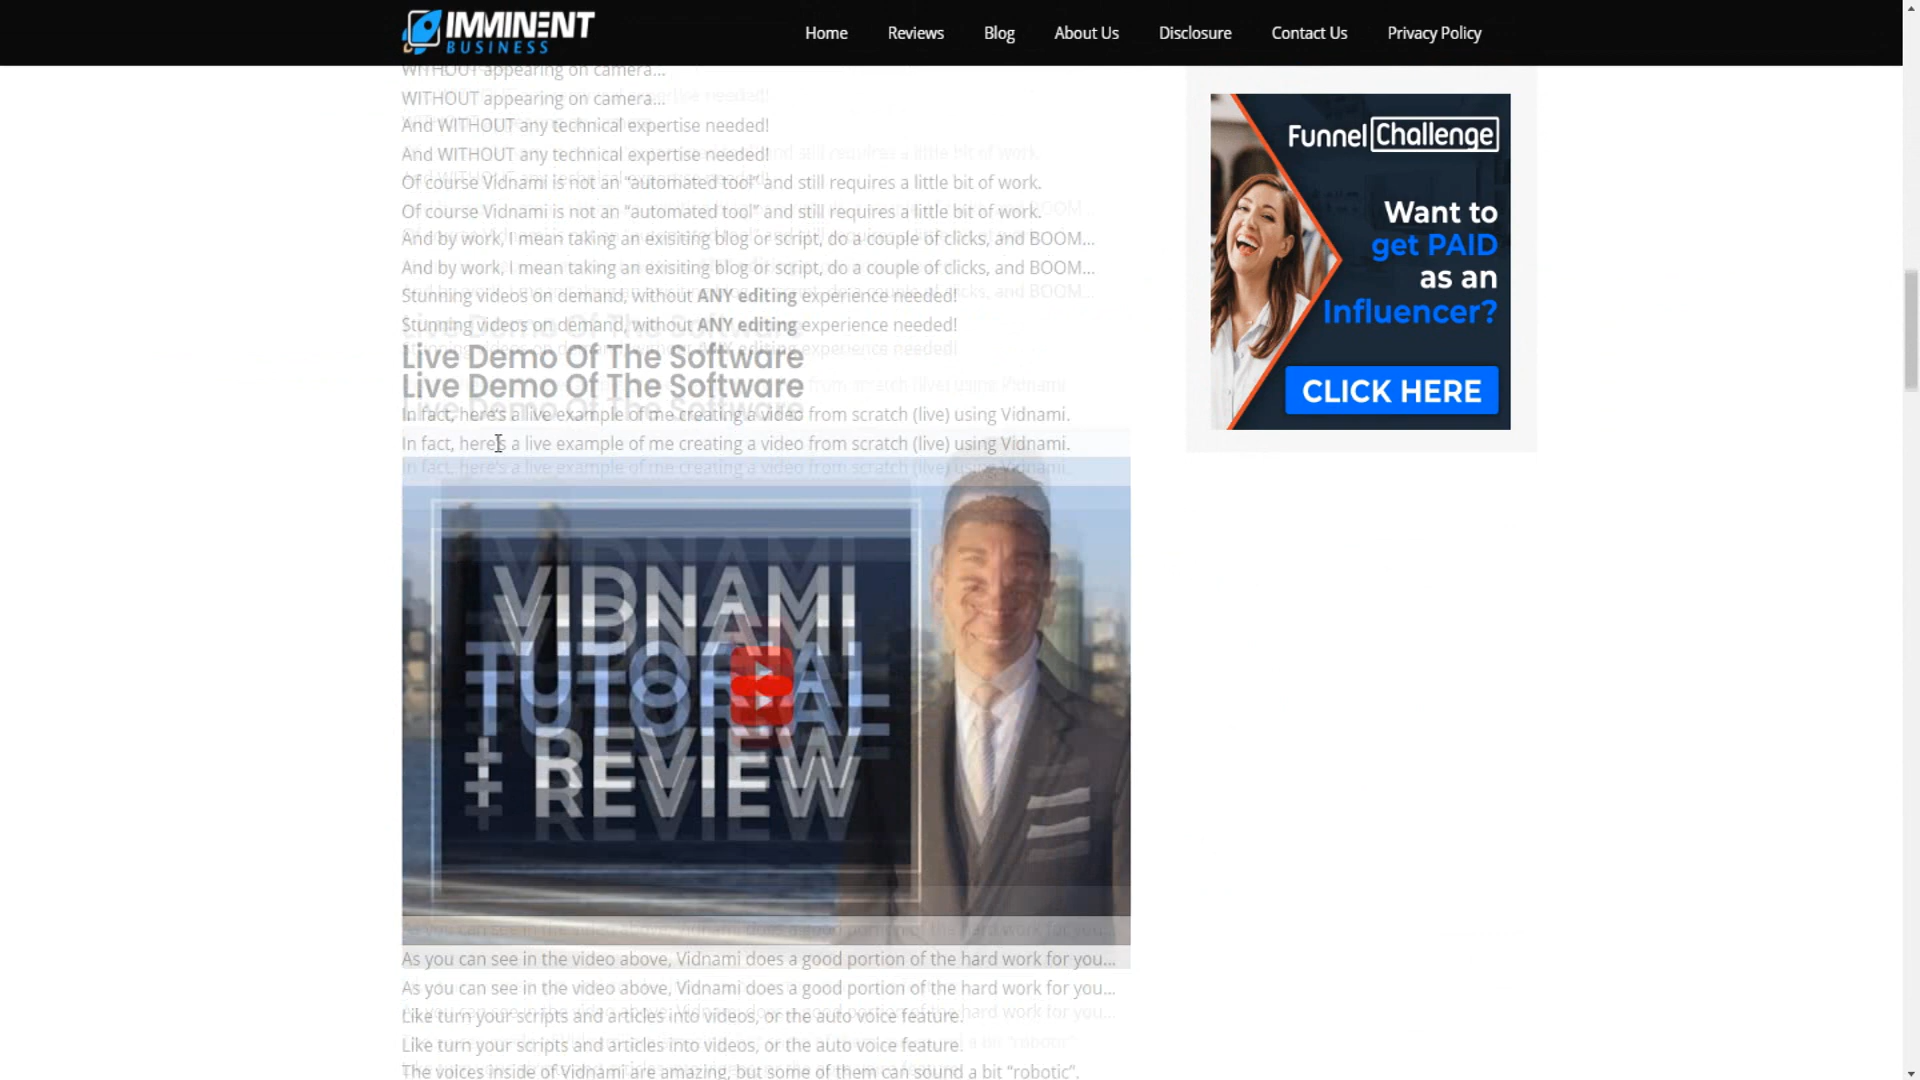 IMMINENT
BUSINESS
Home
Reviews
Blog
About Us
Disclosure
Contact Us
Privacy Policy
WITHOUT appearing on camera...
WITHOUT appearing on camera...
And WITHOUT any technical expertise needed!
And WITHOUT any technical expertise needed!
Of course Vidnami is not an “automated tool” and still requires a little bit of work.
Of course Vidnami is not an “automated tool” and still requires a little bit of work.
And by work, I mean taking an existing blog or script, do a couple of clicks, and BOOM...
And by work, I mean taking an existing blog or script, do a couple of clicks, and BOOM...
Stunning videos on demand, without ANY editing experience needed!
Stunning videos on demand, without ANY editing experience needed!
Live Demo Of The Software
Live Demo Of The Software
In fact, here's a live example of me creating a video from scratch (live) using Vidnami.
In fact, here's a live example of me creating a video from scratch (live) using Vidnami.
VIDNAMI
TUTORIAL
+ REVIEW
As you can see in the video above, Vidnami does a good portion of the hard work for you...
As you can see in the video above, Vidnami does a good portion of the hard work for you...
Like turn your scripts and articles into videos, or the auto voice feature.
Like turn your scripts and articles into videos, or the auto voice feature.
The voices inside of Vidnami are amazing, but some of them can sound a bit “robotic”.
Funnel Challenge
Want to
get PAID
as an
Influencer?
CLICK HERE